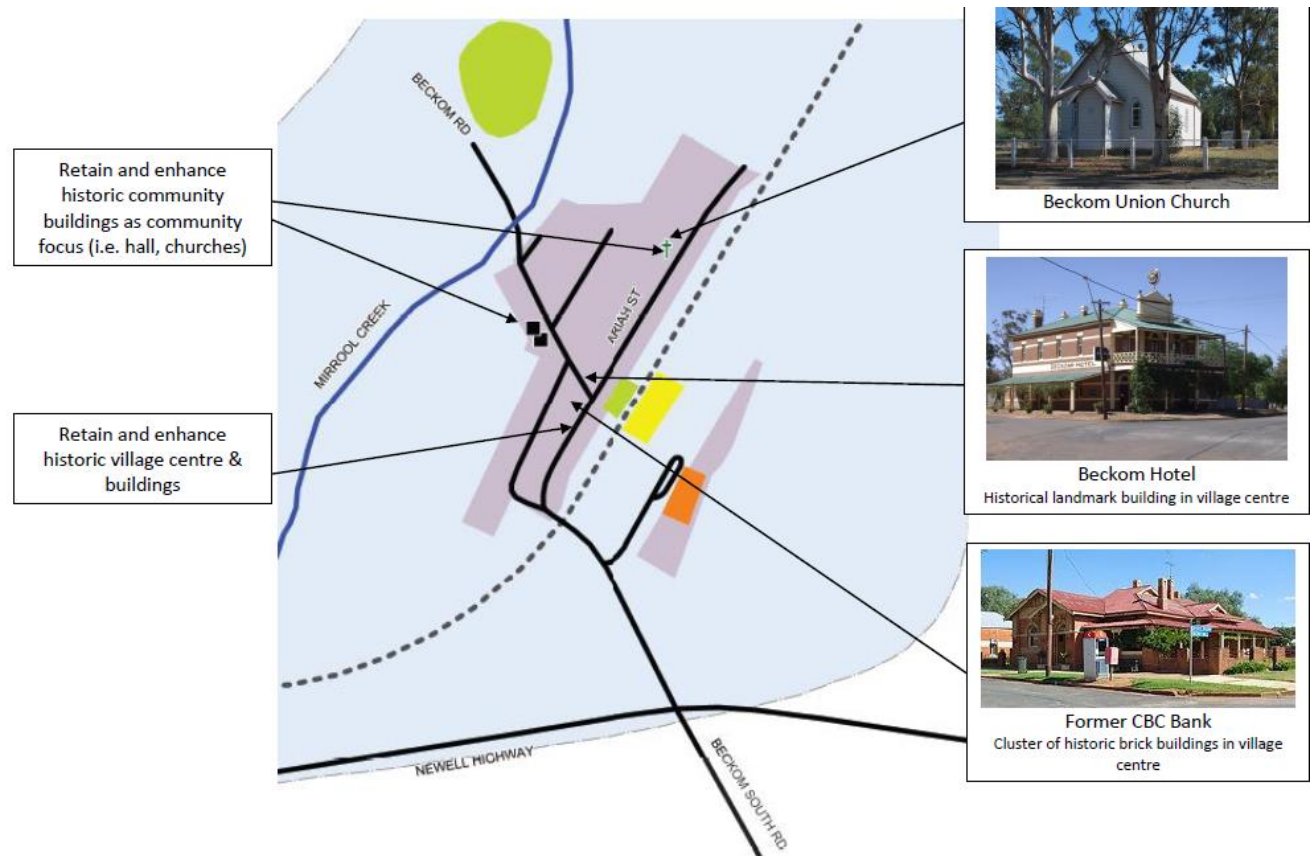 BECKOM RD
Retain and enhance
historic community
buildings as community
focus (i.e. hall, churches)
MIRROOL CREEK
ARIAH ST
Retain and enhance
historic village centre &
buildings
NEWELL HIGHWAY
BECKOM SOUTH RD
Beckom Union Church
BECKOM HOTEL
Beckom Hotel
Historical landmark building in village centre
Former CBC Bank
Cluster of historic brick buildings in village
centre